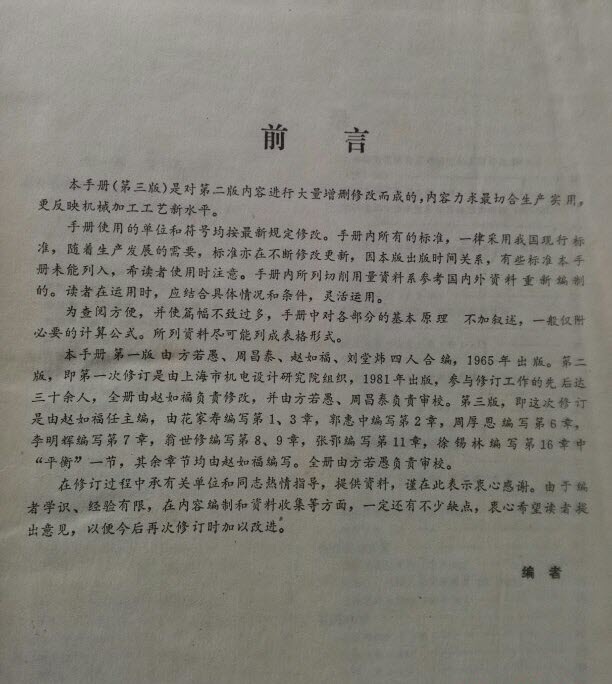 前 言
本手册(第三版)是对第二版内容进行大量增删修改而成的,内容力求最切合生产实用,
更反映机械加工工艺新水平。
手册使用的单位和符号均按最新规定修改。手册内所有的标准,一律采用我国现行标
准,随着生产发展的需要,标准亦在不断修改更新,因本版出版时间关系,有些标准本手
册未能列入,希读者使用时注意。手册内所列切削用量资料系参考国内外资料重新编制
的。读者在运用时,应结合具体情况和条件,灵活运用。
为查阅方便,并使篇幅不致过多,手册中对各部分的基本原理 不加叙述,一般仅附
必要的计算公式。所列资料尽可能列成表格形式。
本手册第一版由方若愚、周昌泰、赵如福、刘堂炜四人合编,1965年出版。第二
版,即第一次修订是由上海市机电设计研究院组织,1981年出版,参与修订工作的先后达
三十余人,全册由赵如福负责修改,并由方若愚、周昌泰负责审校。第三版,即这次修订
是由赵如福任主编,由花家寿编写第1、3章,郭忠中编写第2章,周厚思编写第6章,
李明辉编写第7章,翁世修编写第8、9章,张鄂编写第11章,徐锡林编写第16章中
“平衡”一节,其余章节均由赵如福编写。全册由方若愚负责审校。
在修订过程中承有关单位和同志热情指导,提供资料,谨在此表示衷心感谢。由于编
者学识、经验有限,在内容编制和资料收集等方面,一定还有不少缺点,衷心希望读者提
出意见,以便今后再次修订时加以改进。
编 者